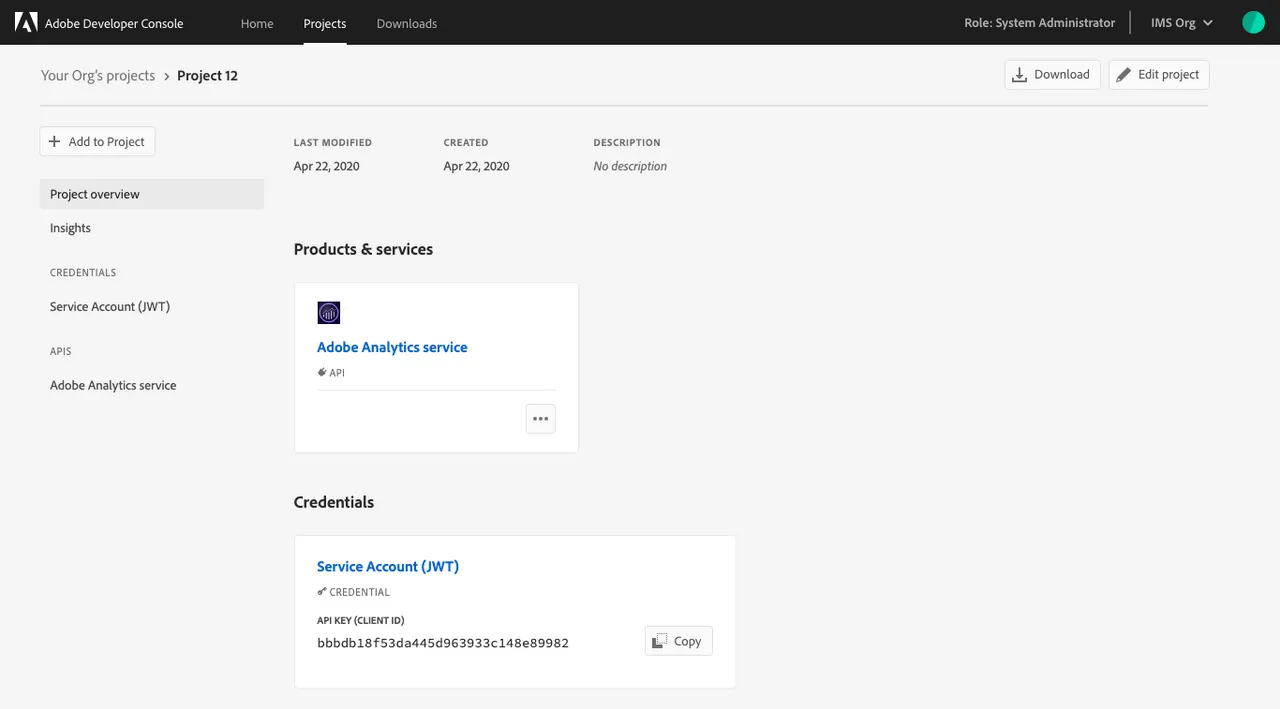 Adobe Developer Console Home Projects Downloads Role: System Administrator IMS Org
Your Org's projects › Project 12 Download Edit project
Add to Project
Project overview
Insights
CREDENTIALS
Service Account (JWT)
APIS
Adobe Analytics service
LAST MODIFIED CREATED DESCRIPTION
Apr 22, 2020 Apr 22, 2020 No description
Products & services
Adobe Analytics service
API
Credentials
Service Account (JWT)
CREDENTIAL
API KEY (CLIENT ID)
bbbdb18f53da445d963933c148e89982 Copy